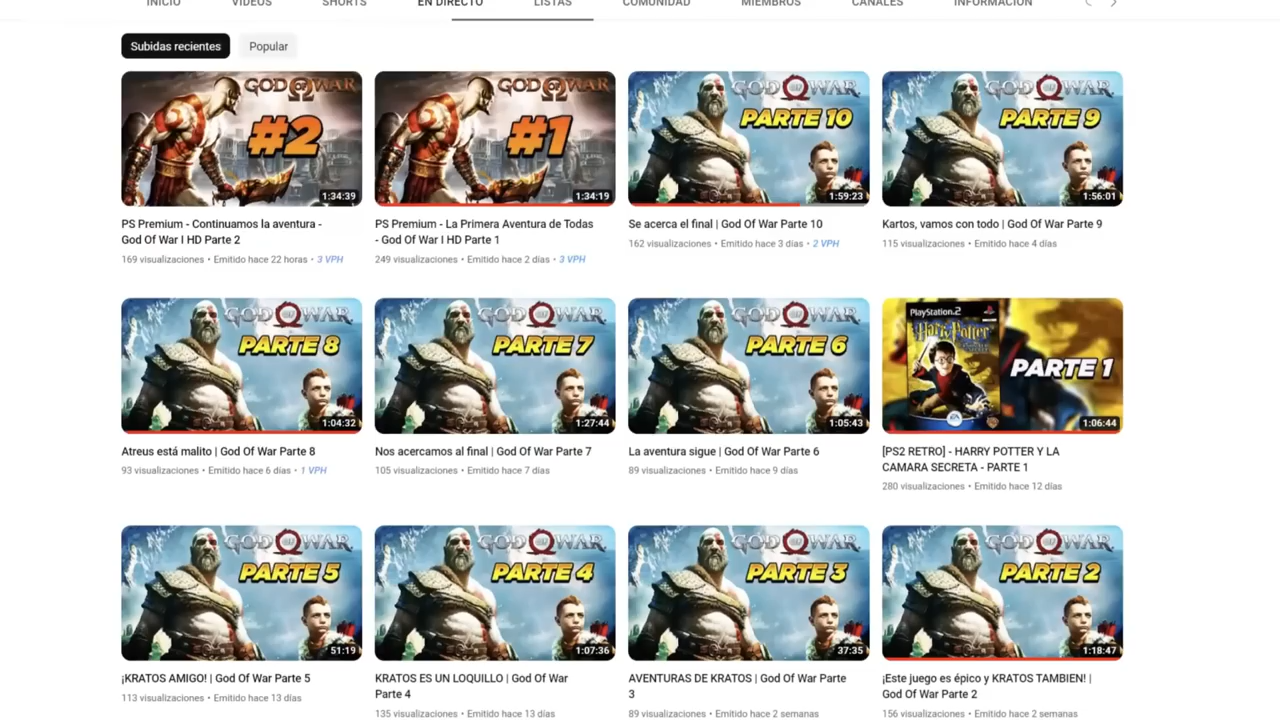 INICIO VÍDEOS SHORTS EN DIRECTO LISTAS COMUNIDAD MIEMBROS CANALES INFORMACIÓN
Subidas recientes Popular
GOD OF WAR
#2
1:34:39
GOD OF WAR
#1
1:34:19
GOD OF WAR
PARTE 10
1:59:23
GOD OF WAR
PARTE 9
1:56:01
PS Premium - Continuamos la aventura -
God Of War I HD Parte 2
169 visualizaciones • Emitido hace 22 horas • 3 VPH
PS Premium - La Primera Aventura de Todas
- God Of War I HD Parte 1
249 visualizaciones • Emitido hace 2 días • 3 VPH
Se acerca el final | God Of War Parte 10
162 visualizaciones • Emitido hace 3 días • 2 VPH
Kartos, vamos con todo | God Of War Parte 9
115 visualizaciones • Emitido hace 4 días
GOD OF WAR
PARTE 8
1:04:32
GOD OF WAR
PARTE 7
1:27:44
GOD OF WAR
PARTE 6
1:05:43
PlayStation.2
Harry Potter
EA
PARTE 1
1:06:44
Atreus está malito | God Of War Parte 8
93 visualizaciones • Emitido hace 6 días • 1 VPH
Nos acercamos al final | God Of War Parte 7
105 visualizaciones • Emitido hace 7 días
La aventura sigue | God Of War Parte 6
89 visualizaciones • Emitido hace 9 días
[PS2 RETRO] - HARRY POTTER Y LA
CAMARA SECRETA - PARTE 1
280 visualizaciones • Emitido hace 12 días
GOD OF WAR
PARTE 5
51:19
GOD OF WAR
PARTE 4
1:07:36
GOD OF WAR
PARTE 3
37:35
GOD OF WAR
PARTE 2
1:18:47
¡KRATOS AMIGO! | God Of War Parte 5
113 visualizaciones • Emitido hace 13 días
KRATOS ES UN LOQUILLO | God Of War
Parte 4
135 visualizaciones • Emitido hace 13 días
AVENTURAS DE KRATOS | God Of War Parte
3
89 visualizaciones • Emitido hace 2 semanas
¡Este juego es épico y KRATOS TAMBIEN! |
God Of War Parte 2
156 visualizaciones • Emitido hace 2 semanas